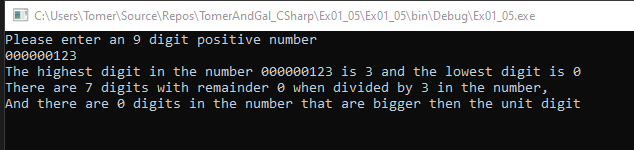 C:\Users\Tomer\Source\Repos\TomerAndGal_CSharp\Ex01_05\Ex01_05\bin\Debug\Ex01_05.exe
Please enter an 9 digit positive number
000000123
The highest digit in the number 000000123 is 3 and the lowest digit is 0
There are 7 digits with remainder 0 when divided by 3 in the number,
And there are 0 digits in the number that are bigger then the unit digit